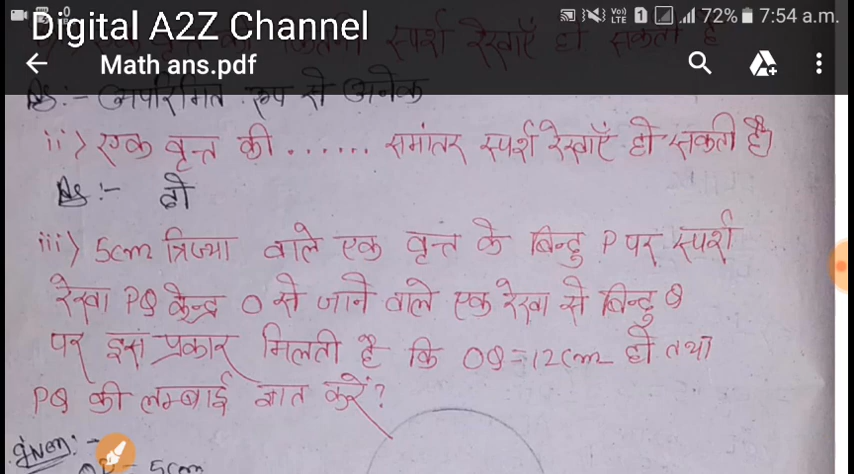 Digital A2Z Channel
72% 7:54 a.m.
Math ans.pdf
स्पर्श रेखाएँ हो सकती है
Ans :- अपरिमित रूप से अनेक
ii) एक वृन्त की ...... समांतर स्पर्श रेखाएँ हो सकती है)
Ans :- दो
iii) 5cm त्रिज्या वाले एक वृन्त के बिन्दु P पर स्पर्श
रेखा PQ केन्द्र O से जाने वाले एक रेखा से बिन्दु Q
पर इस प्रकार मिलती है कि OQ=12cm हो तथा
PQ की लम्बाई ज्ञात करें?
given: -
= 5cm